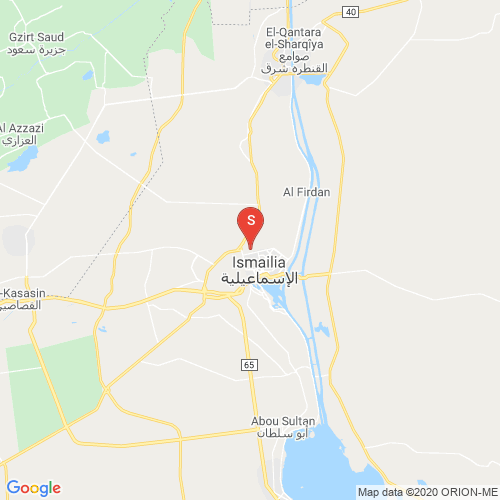 40
El-Qantara
el-Sharqiya
صوامع
القنطرة شرق
Gzirt Saud
جزيرة سعود
Al Azzazi
العزازي
Al Firdan
S
Ismailia
الإسماعيلية
-Kasasin
القصاصين
65
Abou Sultan
أبو سلطان
Google
Map data ©2020 ORION-ME